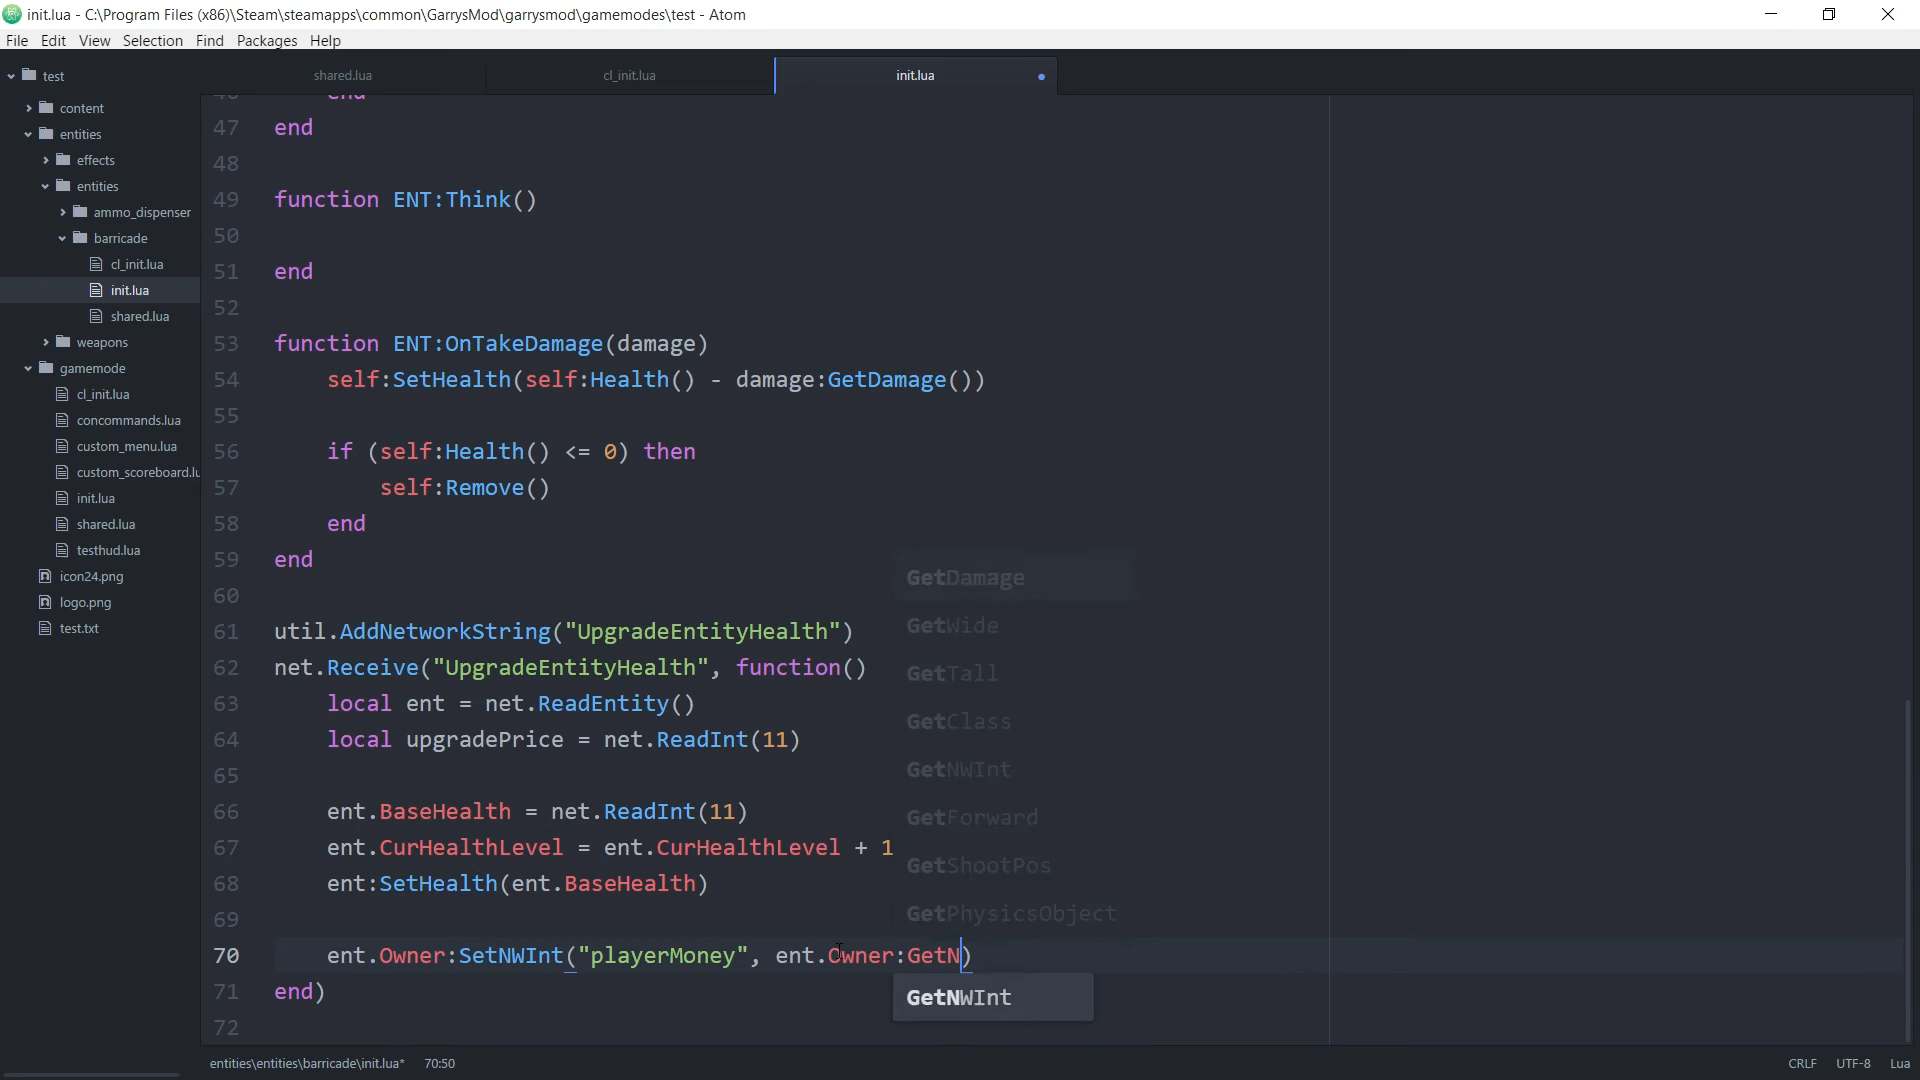 init.lua - C:\Program Files (x86)\Steam\steamapps\common\GarrysMod\garrysmod\gamemodes\test - Atom
File Edit View Selection Find Packages Help
test
content
entities
effects
entities
ammo_dispenser
barricade
cl_init.lua
init.lua
shared.lua
weapons
gamemode
cl_init.lua
concommands.lua
custom_menu.lua
custom_scoreboard.lu
init.lua
shared.lua
testhud.lua
icon24.png
logo.png
test.txt
shared.lua cl_init.lua init.lua
46 end
47 end
48
49 function ENT:Think()
50
51 end
52
53 function ENT:OnTakeDamage(damage)
54 self:SetHealth(self:Health() - damage:GetDamage())
55
56 if (self:Health() <= 0) then
57 self:Remove()
58 end
59 end
60
61 util.AddNetworkString("UpgradeEntityHealth")
62 net.Receive("UpgradeEntityHealth", function()
63 local ent = net.ReadEntity()
64 local upgradePrice = net.ReadInt(11)
65
66 ent.BaseHealth = net.ReadInt(11)
67 ent.CurHealthLevel = ent.CurHealthLevel + 1
68 ent:SetHealth(ent.BaseHealth)
69
70 ent.Owner:SetNWInt("playerMoney", ent.Owner:GetN)
71 end)
72
GetDamage
GetWide
GetTall
GetClass
GetNWInt
GetForward
GetShootPos
GetPhysicsObject
GetNWInt
entities\entities\barricade\init.lua* 70:50 CRLF UTF-8 Lua